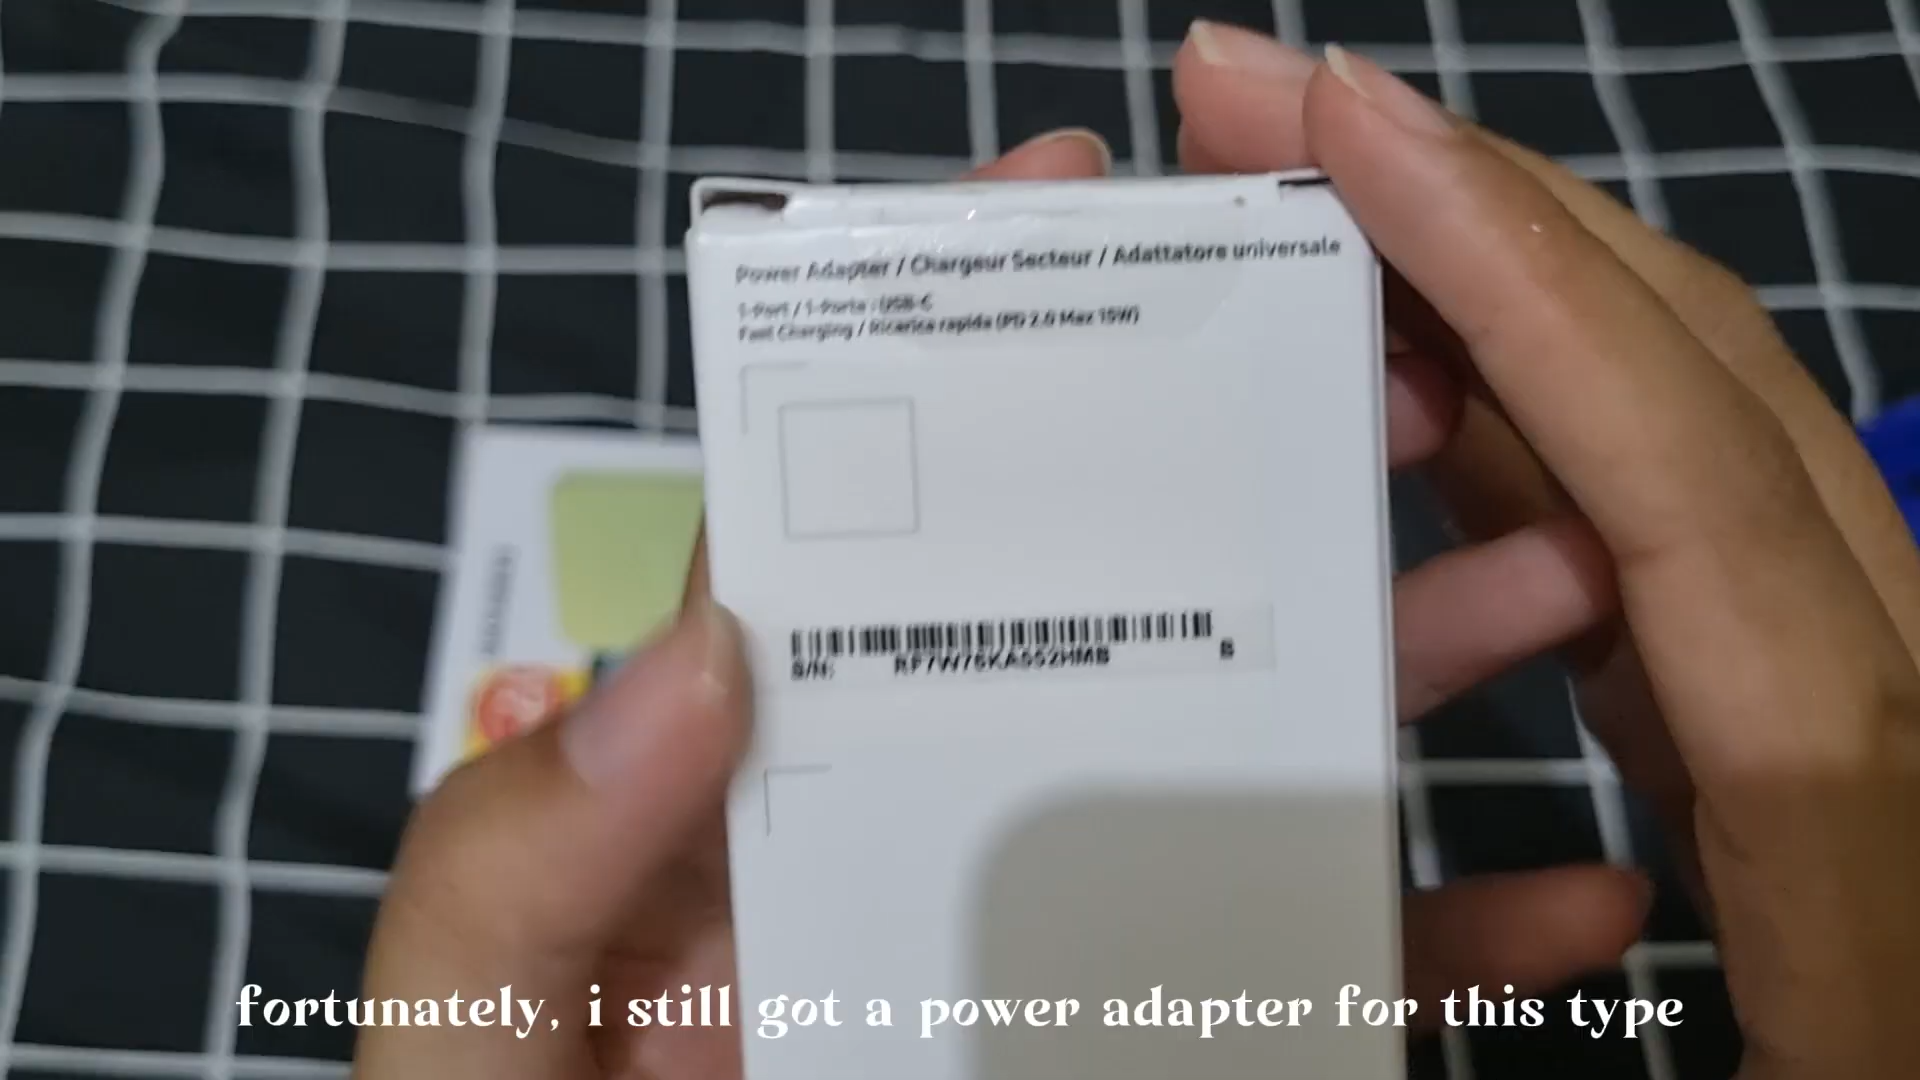 Power Adapter / Chargeur Secteur / Adattatore universale
1-Port / 1-Porta : USB-C
Fast Charging / Ricarica rapida (PD 2.0 Max 15W)
S/N: B
fortunately, i still got a power adapter for this type